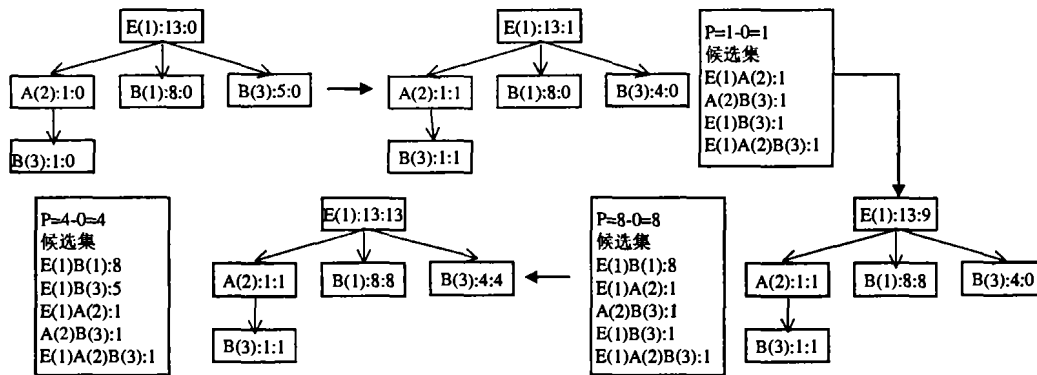 E(1):13:0
A(2):1:0
B(1):8:0
B(3):5:0
B(3):1:0
E(1):13:1
A(2):1:1
B(1):8:0
B(3):4:0
B(3):1:1
P=1-0=1
候选集
E(1)A(2):1
A(2)B(3):1
E(1)B(3):1
E(1)A(2)B(3):1
E(1):13:9
A(2):1:1
B(1):8:8
B(3):4:0
B(3):1:1
P=8-0=8
候选集
E(1)B(1):8
E(1)A(2):1
A(2)B(3):1
E(1)B(3):1
E(1)A(2)B(3):1
E(1):13:13
A(2):1:1
B(1):8:8
B(3):4:4
B(3):1:1
P=4-0=4
候选集
E(1)B(1):8
E(1)B(3):5
E(1)A(2):1
A(2)B(3):1
E(1)A(2)B(3):1